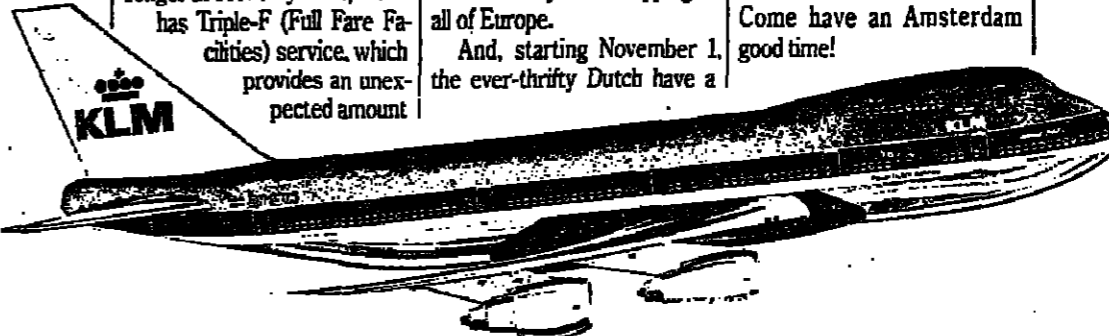 has Triple-F (Full Fare Fa-
cilities) service, which
provides an unex-
pected amount
all of Europe.
And, starting November 1,
the ever-thrifty Dutch have a
Come have an Amsterdam
good time!
KLM